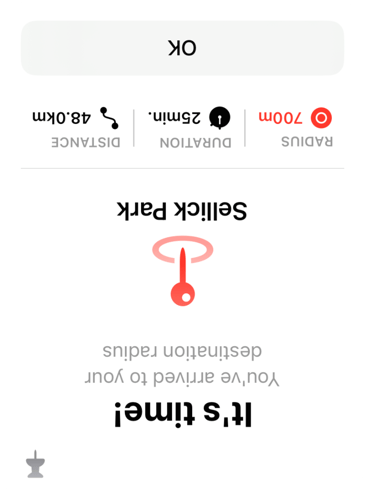 It's time!
You've arrived to your
destination radius
Sellick Park
RADIUS
700m
DURATION
25min.
DISTANCE
48.0km
OK